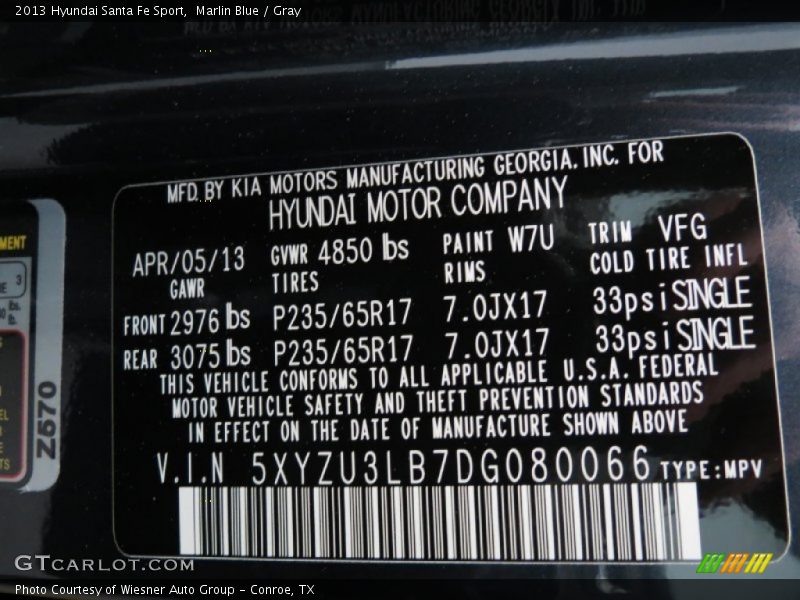 2013 Hyundai Santa Fe Sport, Marlin Blue / Gray
MFD. BY KIA MOTORS MANUFACTURING GEORGIA. INC. FOR
HYUNDAI MOTOR COMPANY
APR/05/13 GVWR 4850 lbs PAINT W7U TRIM VFG
GAWR TIRES RIMS COLD TIRE INFL
FRONT 2976 lbs P235/65R17 7.0JX17 33psi SINGLE
REAR 3075 lbs P235/65R17 7.0JX17 33psi SINGLE
THIS VEHICLE CONFORMS TO ALL APPLICABLE U.S.A. FEDERAL
MOTOR VEHICLE SAFETY AND THEFT PREVENTION STANDARDS
IN EFFECT ON THE DATE OF MANUFACTURE SHOWN ABOVE
V.I.N 5XYZU3LB7DG080066 TYPE:MPV
Z670
GTcarlot.com
Photo Courtesy of Wiesner Auto Group - Conroe, TX